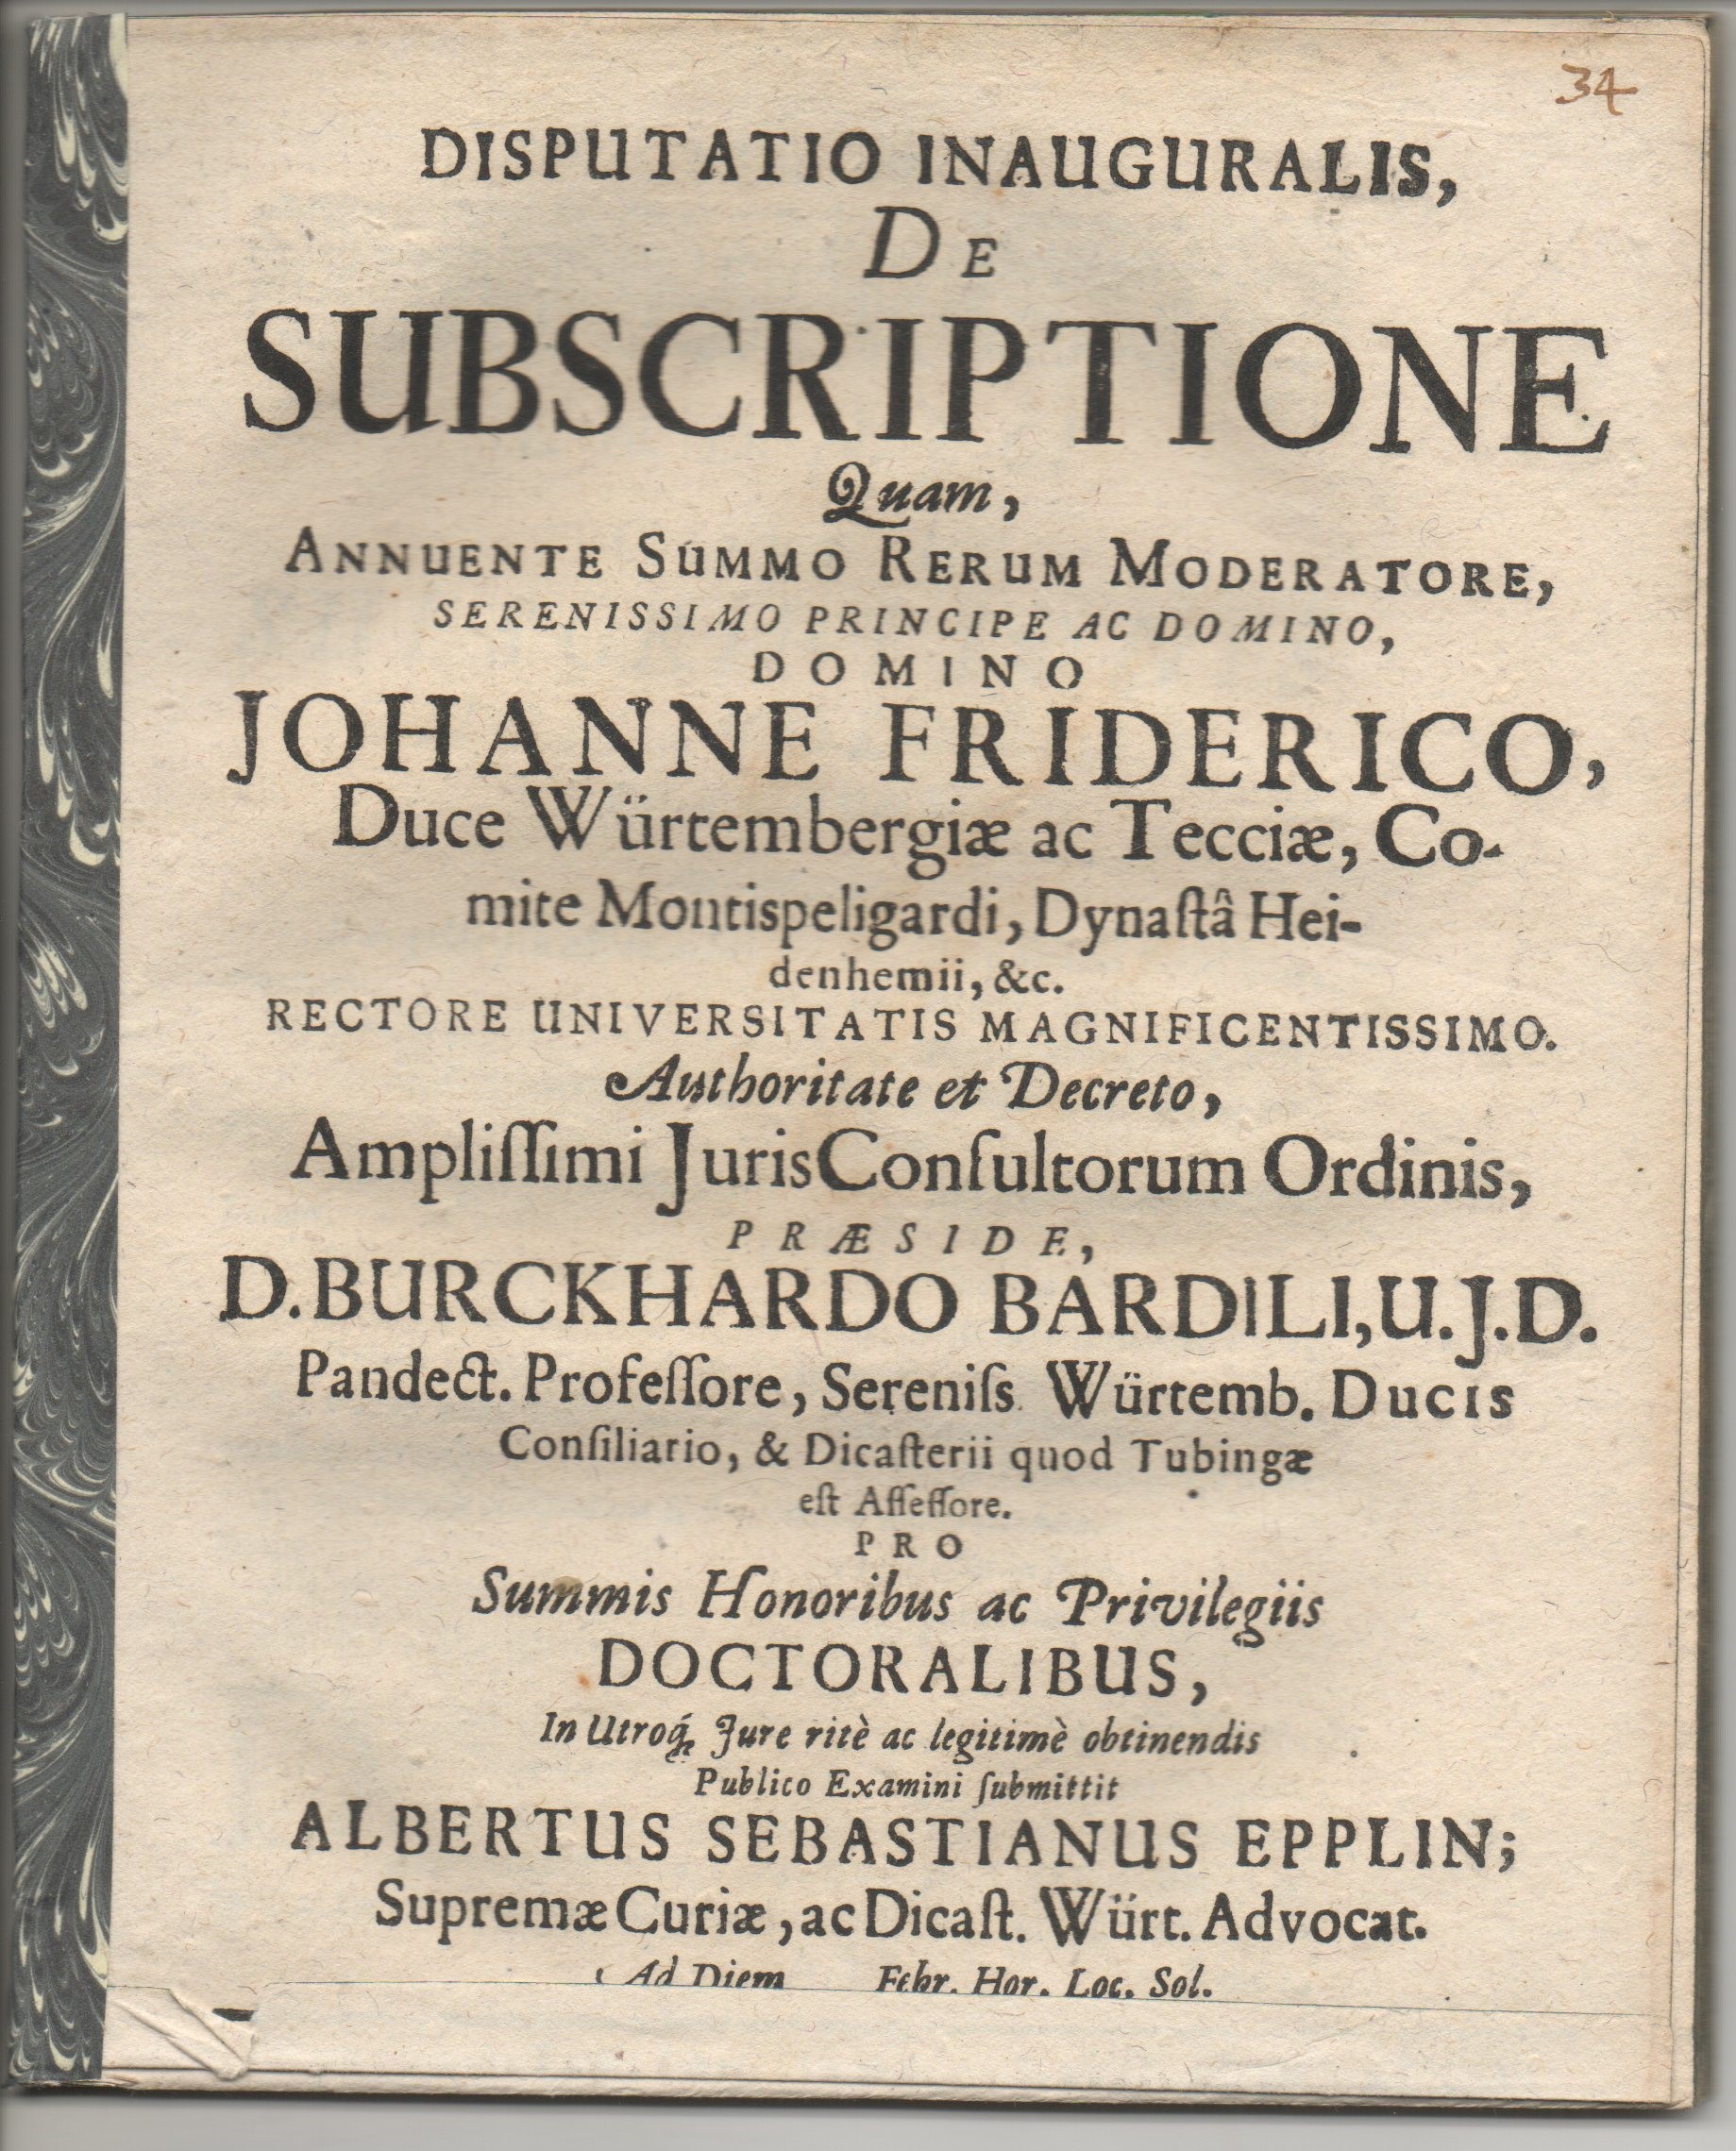 34
DISPUTATIO INAUGURALIS,
DE
SUBSCRIPTIONE
Quam,
ANNUENTE SUMMO RERUM MODERATORE,
SERENISSIMO PRINCIPE AC DOMINO,
DOMINO
JOHANNE FRIDERICO,
Duce Würtembergiæ ac Tecciæ, Co-
mite Montispeligardi, Dynaſtâ Hei-
denhemii, &c.
RECTORE UNIVERSITATIS MAGNIFICENTISSIMO.
Authoritate et Decreto,
Ampliſſimi JurisConſultorum Ordinis,
PRÆSIDE,
D. BURCKHARDO BARDILI, U. J. D.
Pandect. Profeſſore, Sereniſs. Würtemb. Ducis
Conſiliario, & Dicaſterii quod Tubingæ
eſt Aſſeſſore.
PRO
Summis Honoribus ac Privilegiis
DOCTORALIBUS,
In Utroq́; Jure ritè ac legitimè obtinendis
Publico Examini ſubmittit
ALBERTUS SEBASTIANUS EPPLIN;
Supremæ Curiæ, ac Dicaſt. Würt. Advocat.
Ad Diem Febr. Hor. Loc. Sol.